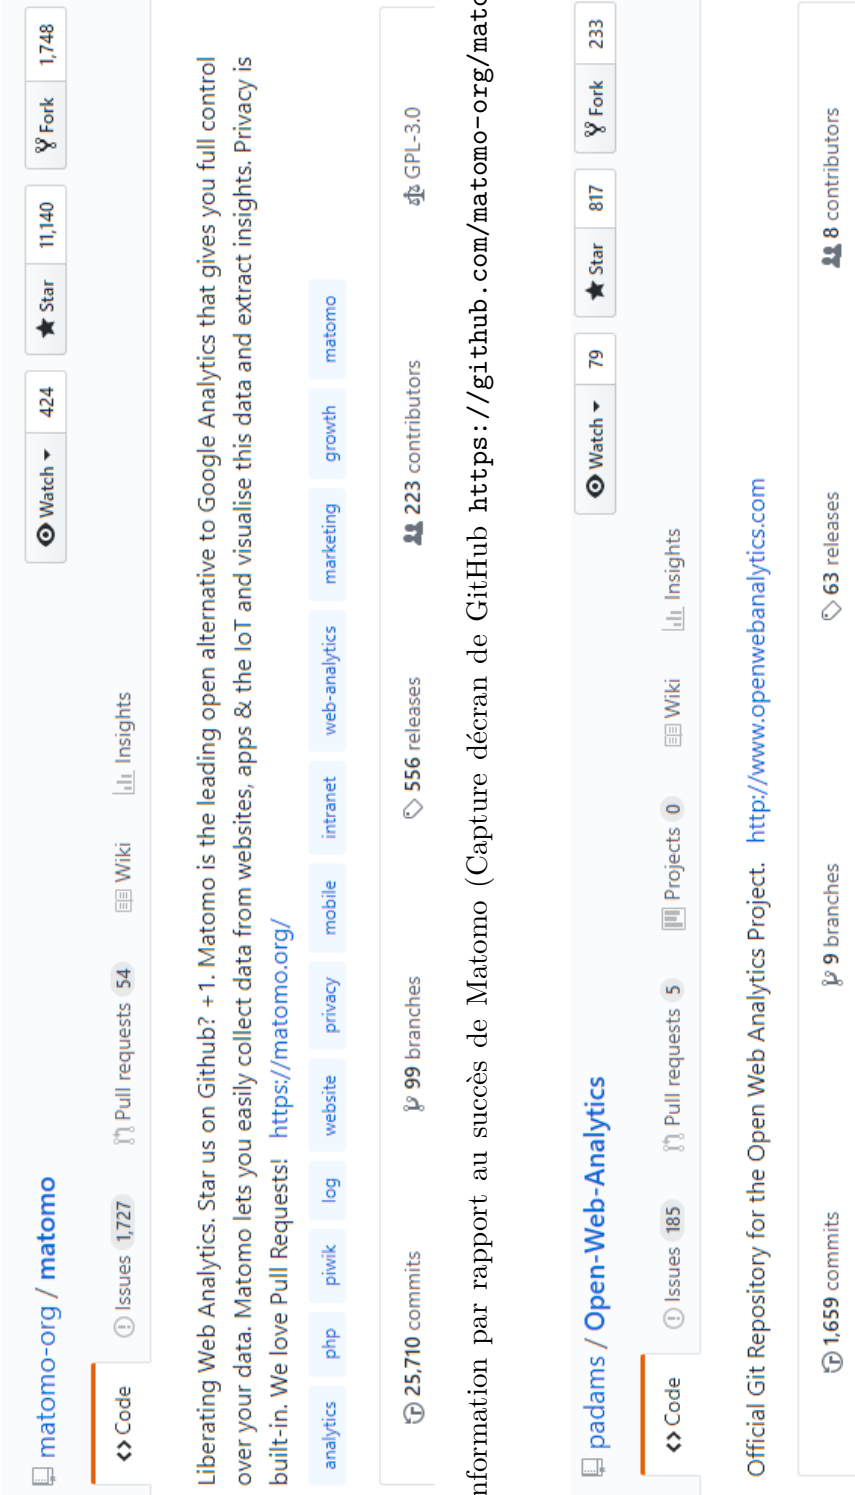 matomo-org / matomo
Watch 424 Star 11,140 Fork 1,748
Code Issues 1,727 Pull requests 54 Wiki Insights
Liberating Web Analytics. Star us on Github? +1. Matomo is the leading open alternative to Google Analytics that gives you full control
over your data. Matomo lets you easily collect data from websites, apps & the IoT and visualise this data and extract insights. Privacy is
built-in. We love Pull Requests! https://matomo.org/
analytics php piwik log website privacy mobile intranet web-analytics marketing growth matomo
25,710 commits 99 branches 556 releases 223 contributors GPL-3.0
nformation par rapport au succès de Matomo (Capture décran de GitHub https://github.com/matomo-org/mato
padams / Open-Web-Analytics
Watch 79 Star 817 Fork 233
Code Issues 185 Pull requests 5 Projects 0 Wiki Insights
Official Git Repository for the Open Web Analytics Project. http://www.openwebanalytics.com
1,659 commits 9 branches 63 releases 8 contributors